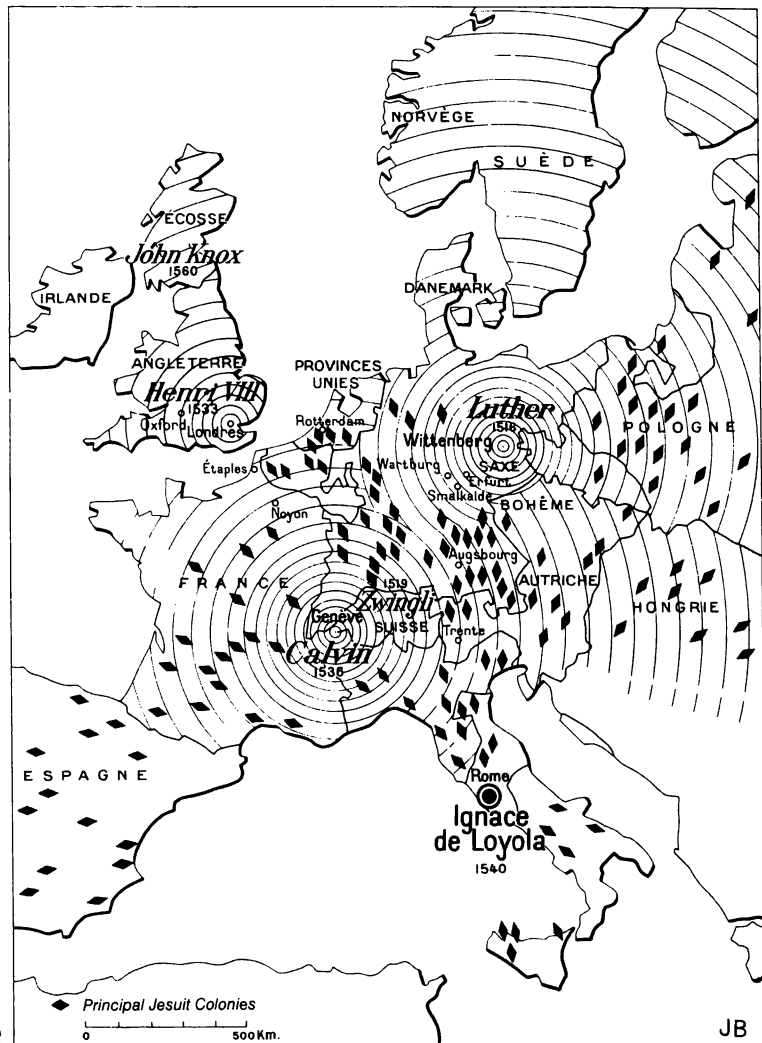 NORVÈGE
SUÈDE
ÉCOSSE
John Knox
1560
IRLANDE
DANEMARK
ANGLETERRE
PROVINCES
UNIES
Henri VIII
1533
Oxford
Londres
Rotterdam
Luther
1518
Wittenberg
POLOGNE
Étaples
Wartburg
SAXE
Erfurt
Smalkalde
BOHÈME
Noyon
Augsbourg
FRANCE
1519
Zwingli
AUTRICHE
HONGRIE
Genève
SUISSE
Trente
Calvin
1536
ESPAGNE
Rome
Ignace
de Loyola
1540
Principal Jesuit Colonies
0 500 Km.
JB